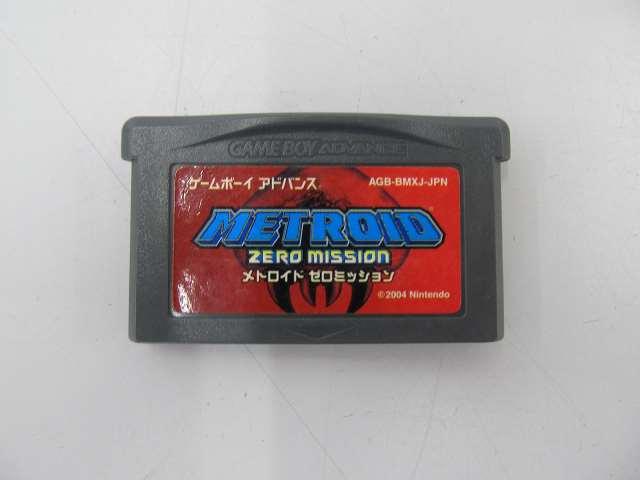 GAME BOY ADVANCE
ゲームボーイ アドバンス AGB-BMXJ-JPN
METROID
ZERO MISSION
メトロイド ゼロミッション
©2004 Nintendo